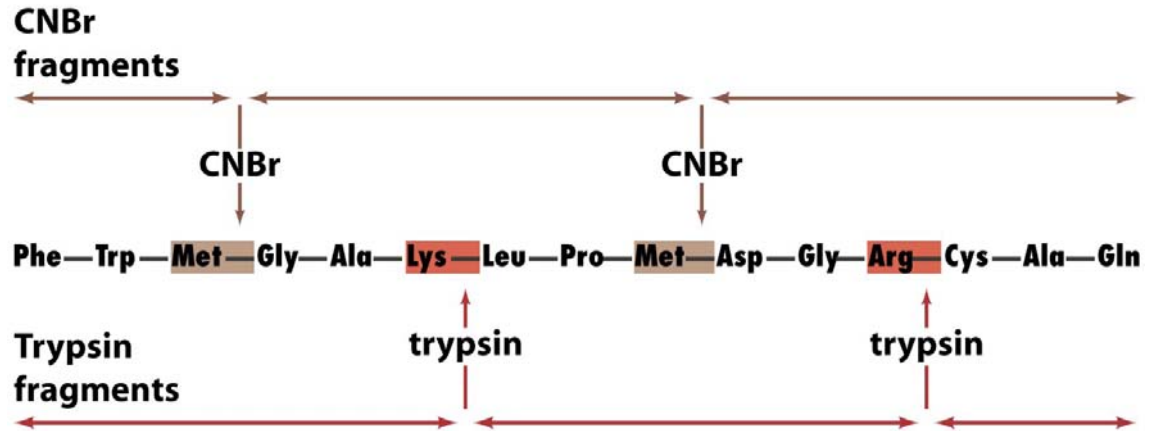 CNBr
fragments
CNBr CNBr
Phe—Trp—Met—Gly—Ala—Lys—Leu—Pro—Met—Asp—Gly—Arg—Cys—Ala—Gln
trypsin trypsin
Trypsin
fragments